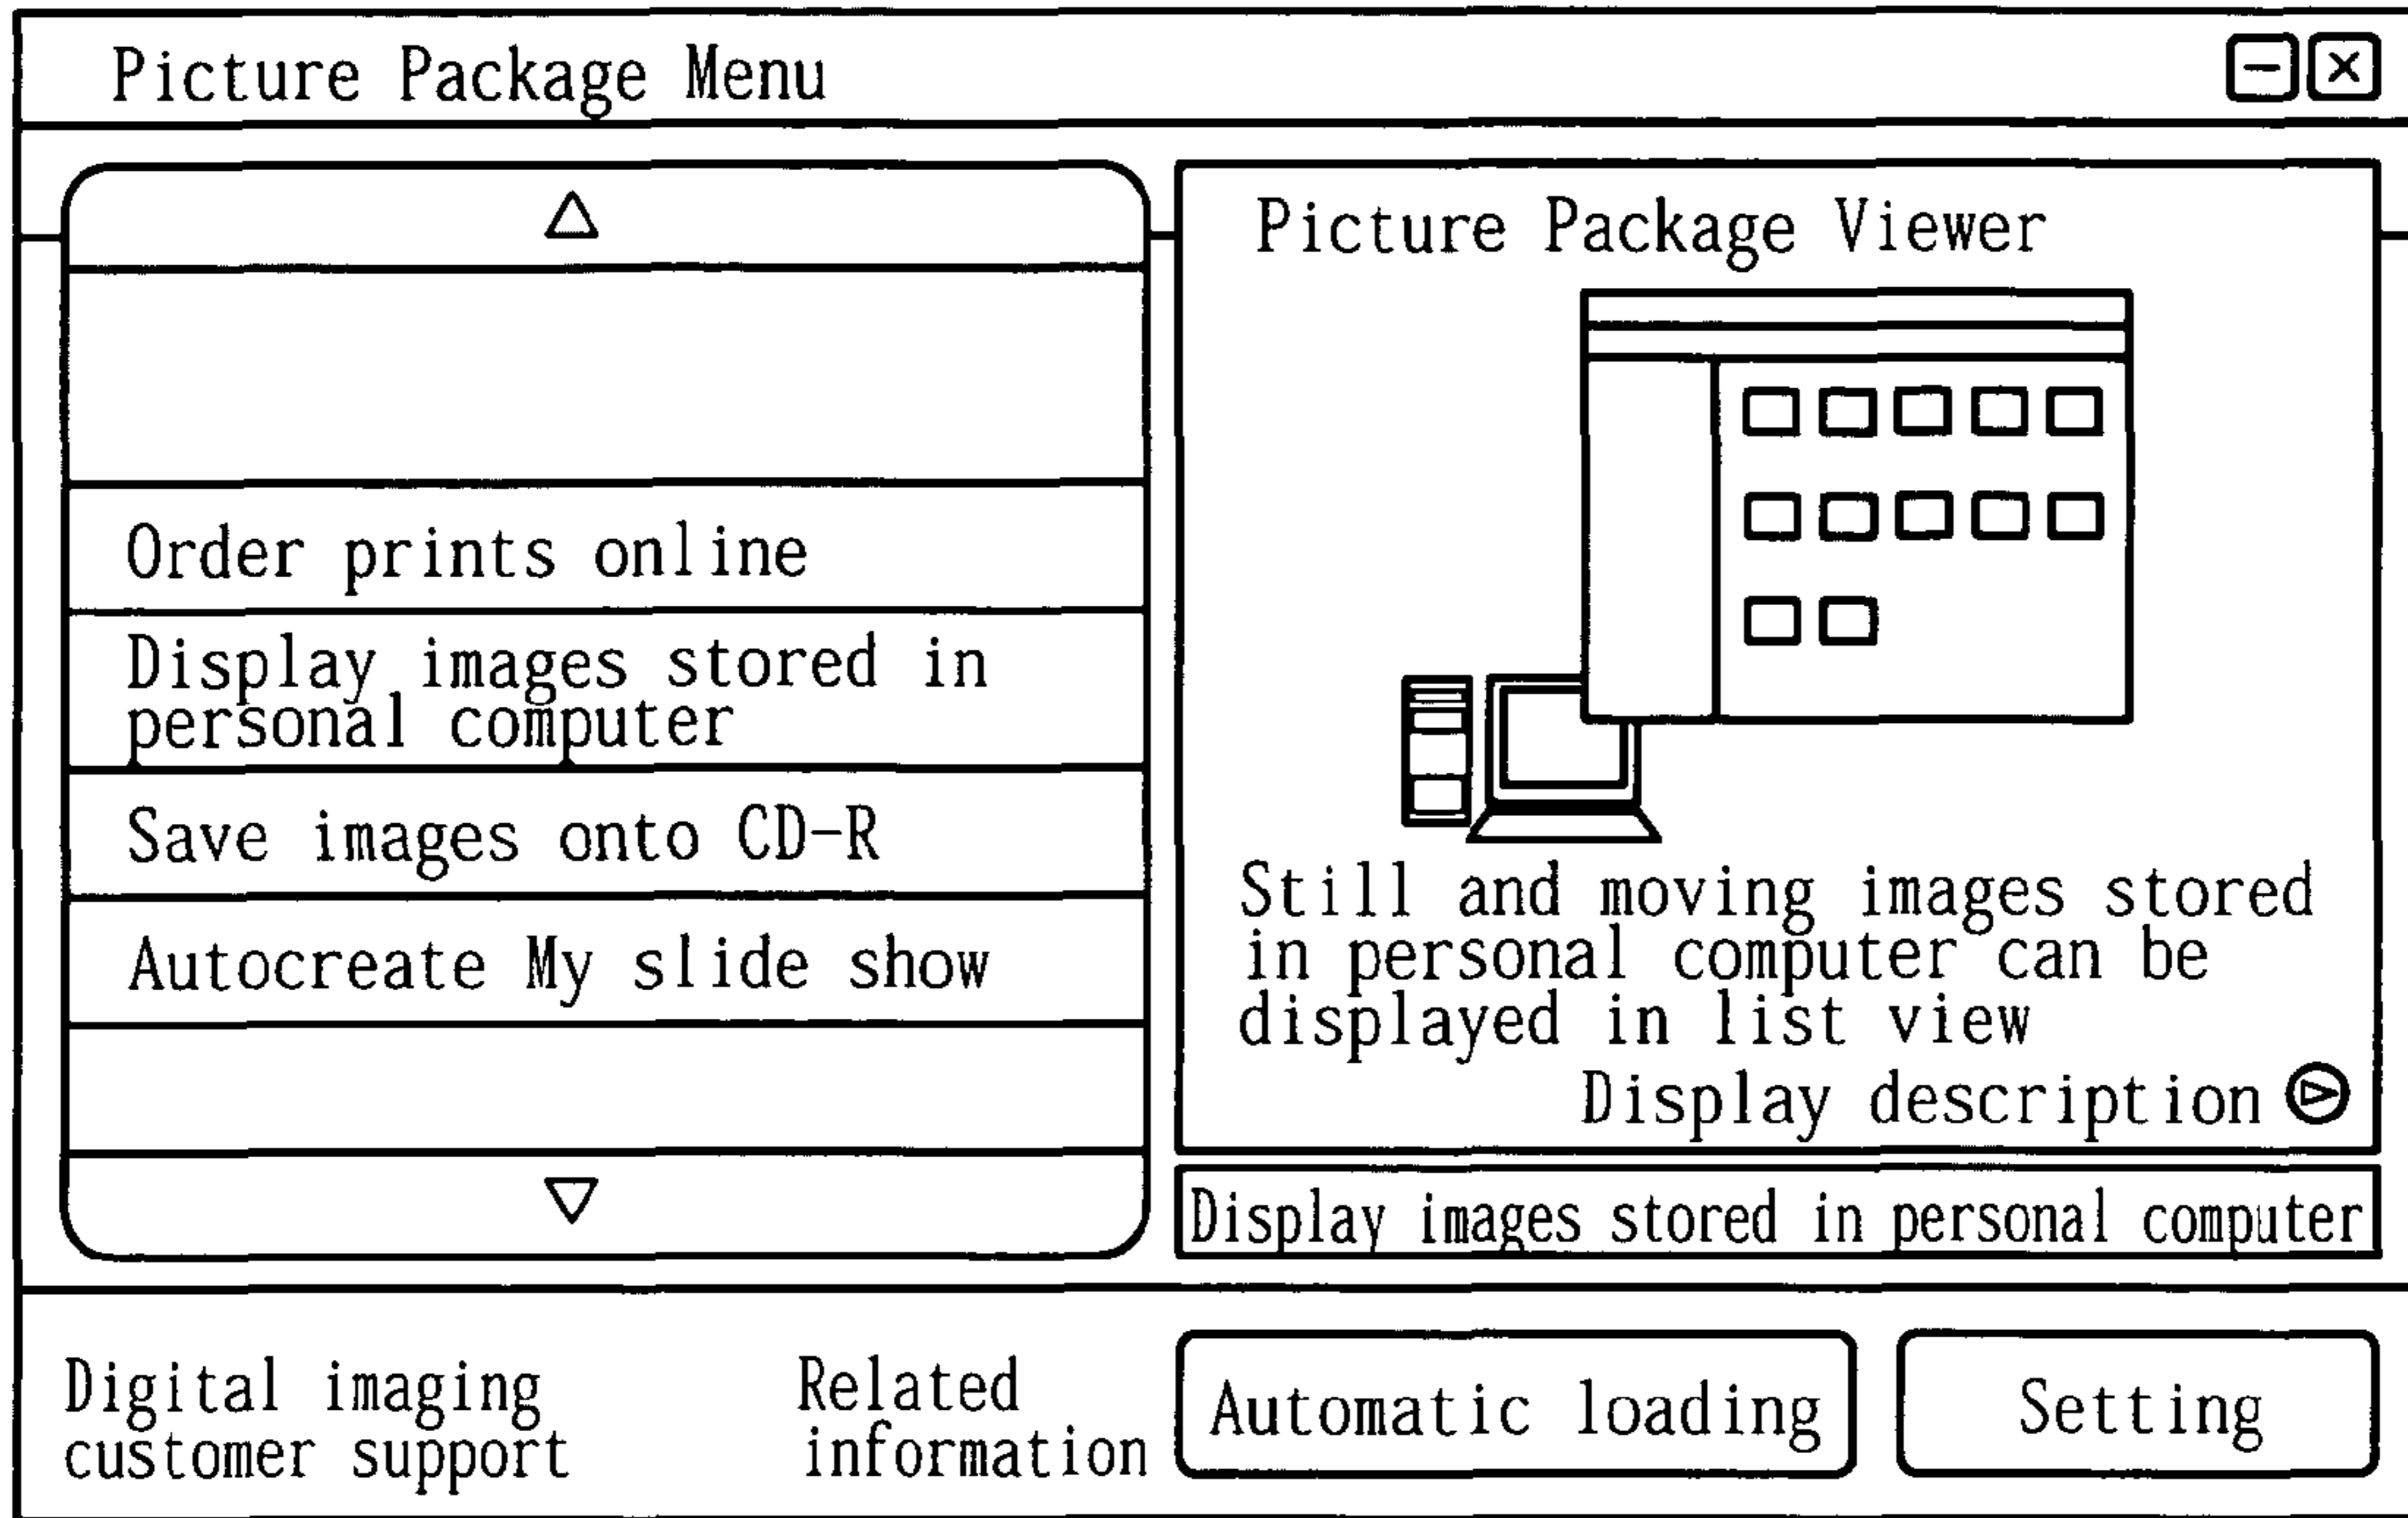 Picture Package Menu
Order prints online
Display images stored in
personal computer
Save images onto CD-R
Autocreate My slide show
Picture Package Viewer
Still and moving images stored
in personal computer can be
displayed in list view
Display description
Display images stored in personal computer
Digital imaging
customer support
Related
information
Automatic loading
Setting